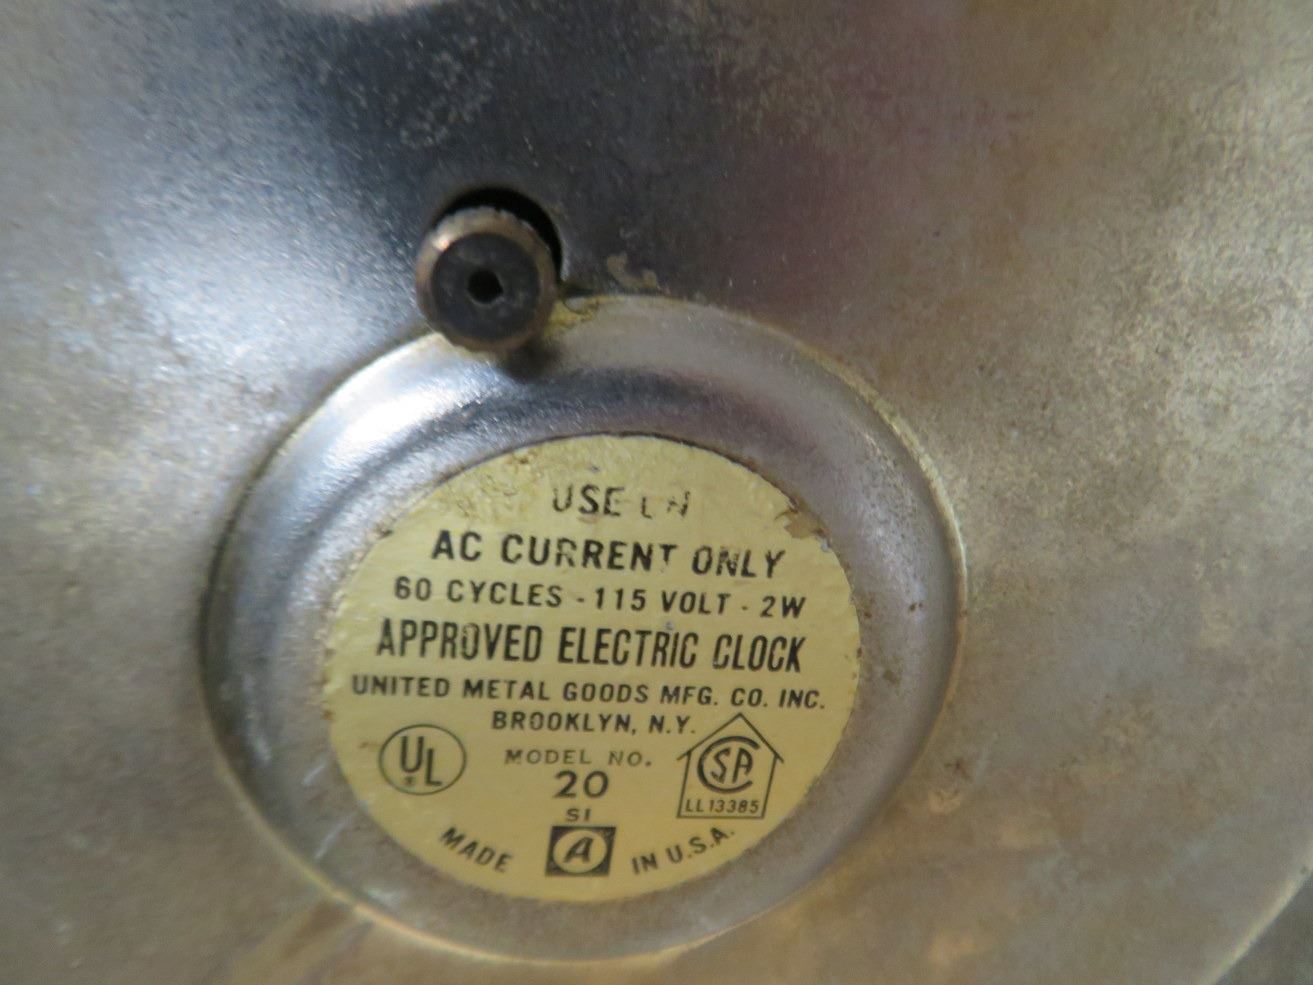 USE ON
AC CURRENT ONLY
60 CYCLES - 115 VOLT - 2W
APPROVED ELECTRIC CLOCK
UNITED METAL GOODS MFG. CO. INC.
BROOKLYN, N.Y.
UL
MODEL NO.
20
SI
SA
LL13385
MADE A IN U.S.A.